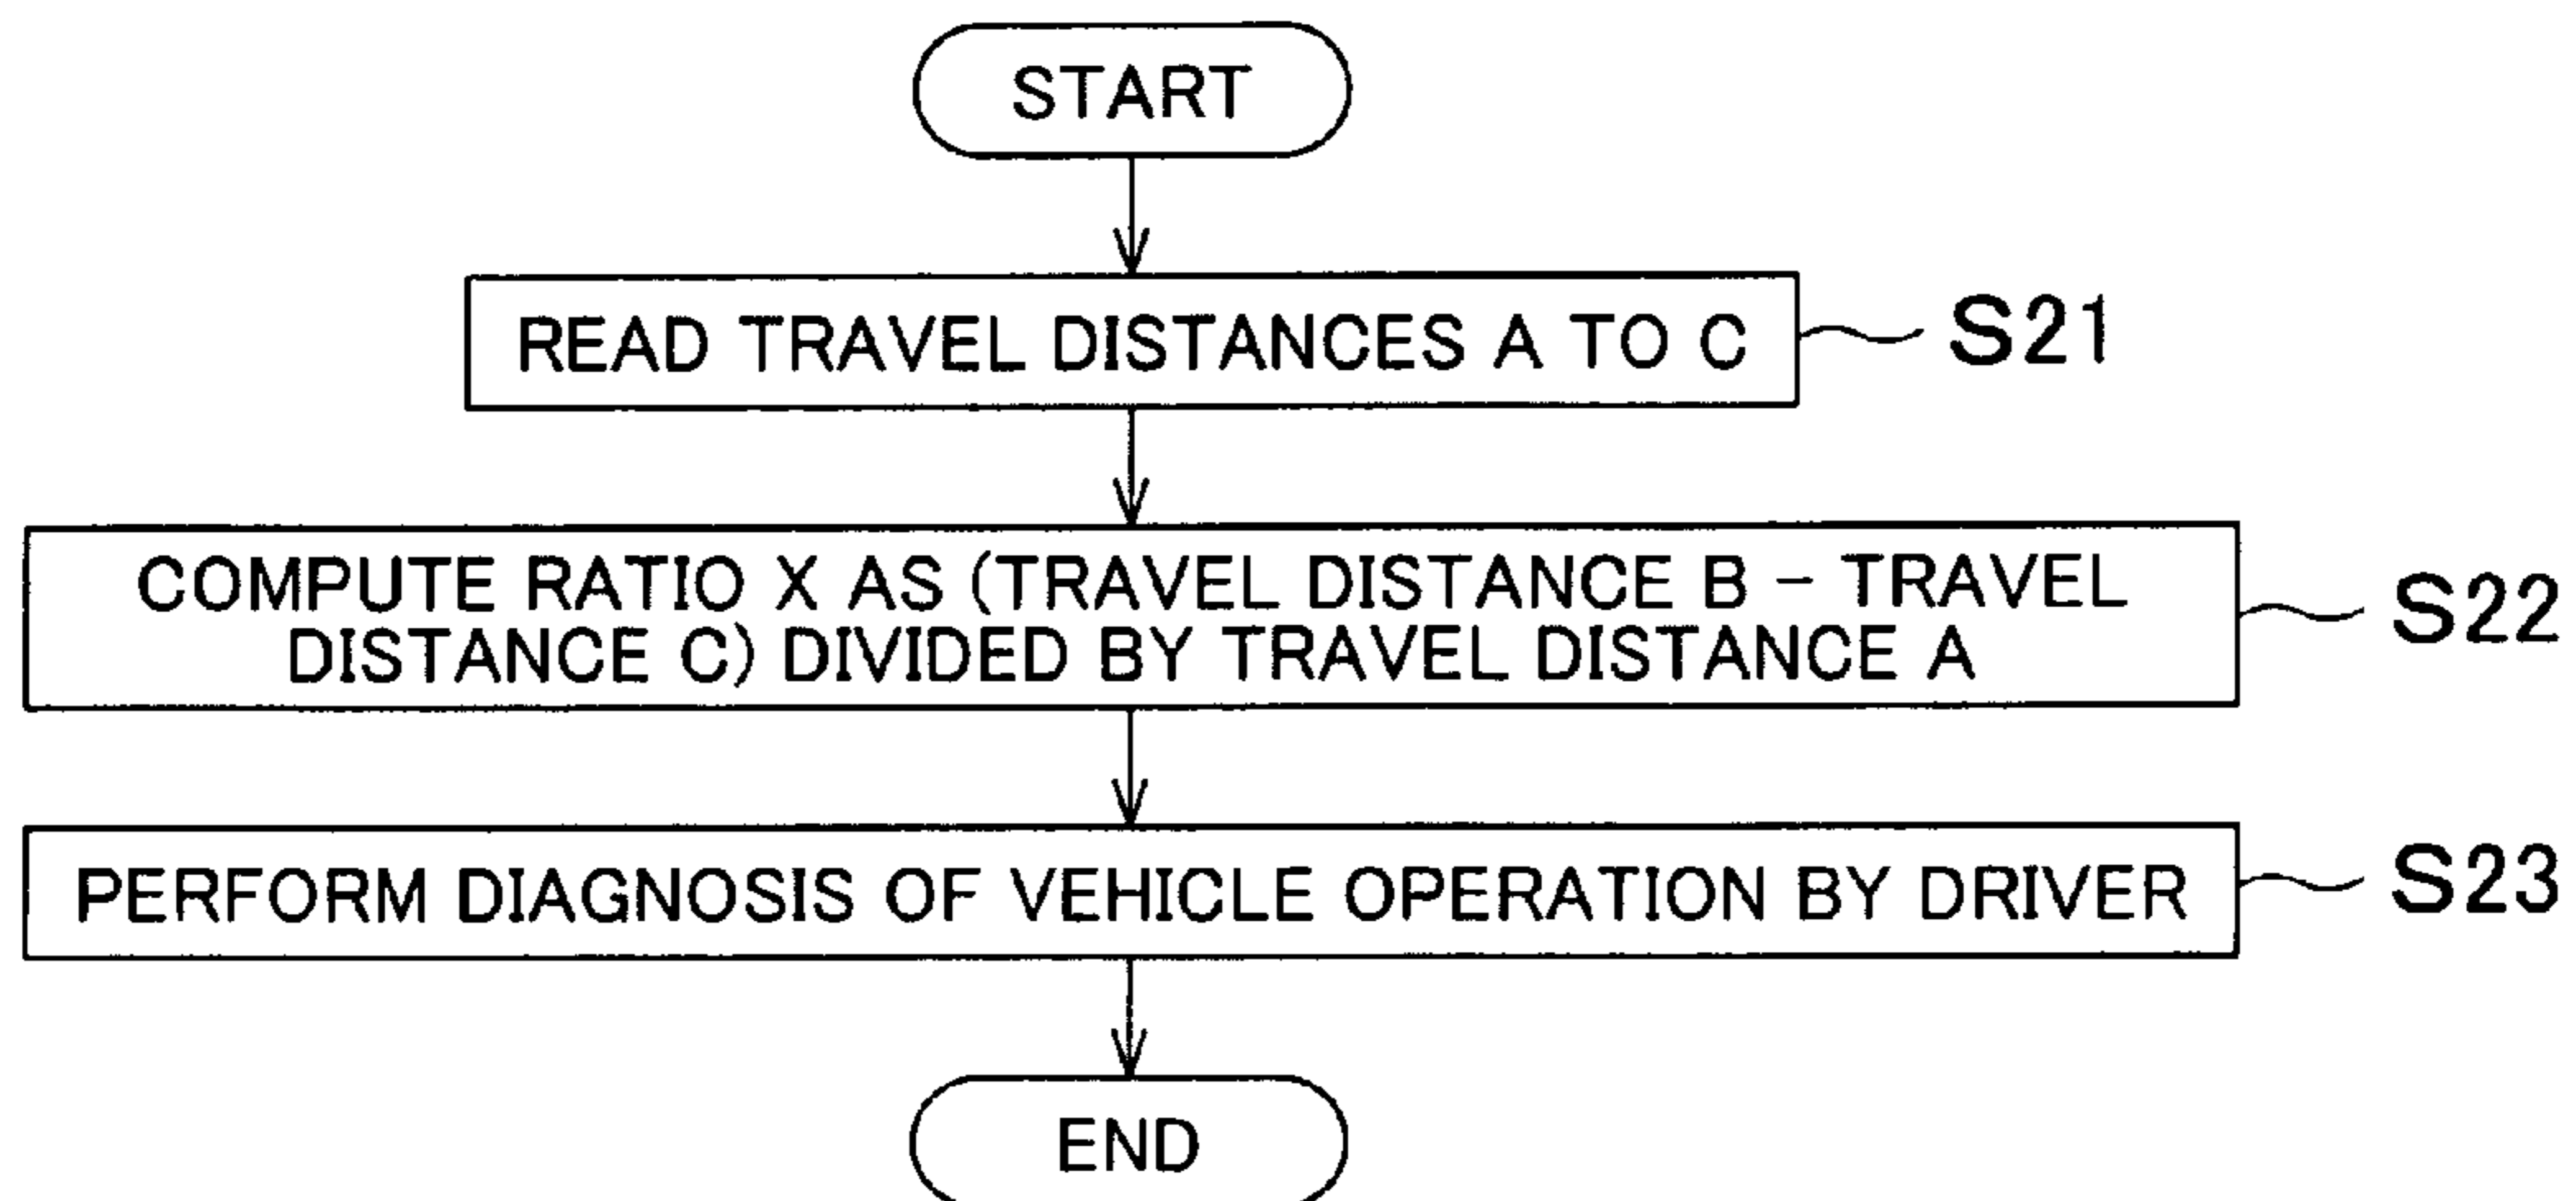 START
READ TRAVEL DISTANCES A TO C
S21
COMPUTE RATIO X AS (TRAVEL DISTANCE B - TRAVEL
DISTANCE C) DIVIDED BY TRAVEL DISTANCE A
S22
PERFORM DIAGNOSIS OF VEHICLE OPERATION BY DRIVER
S23
END